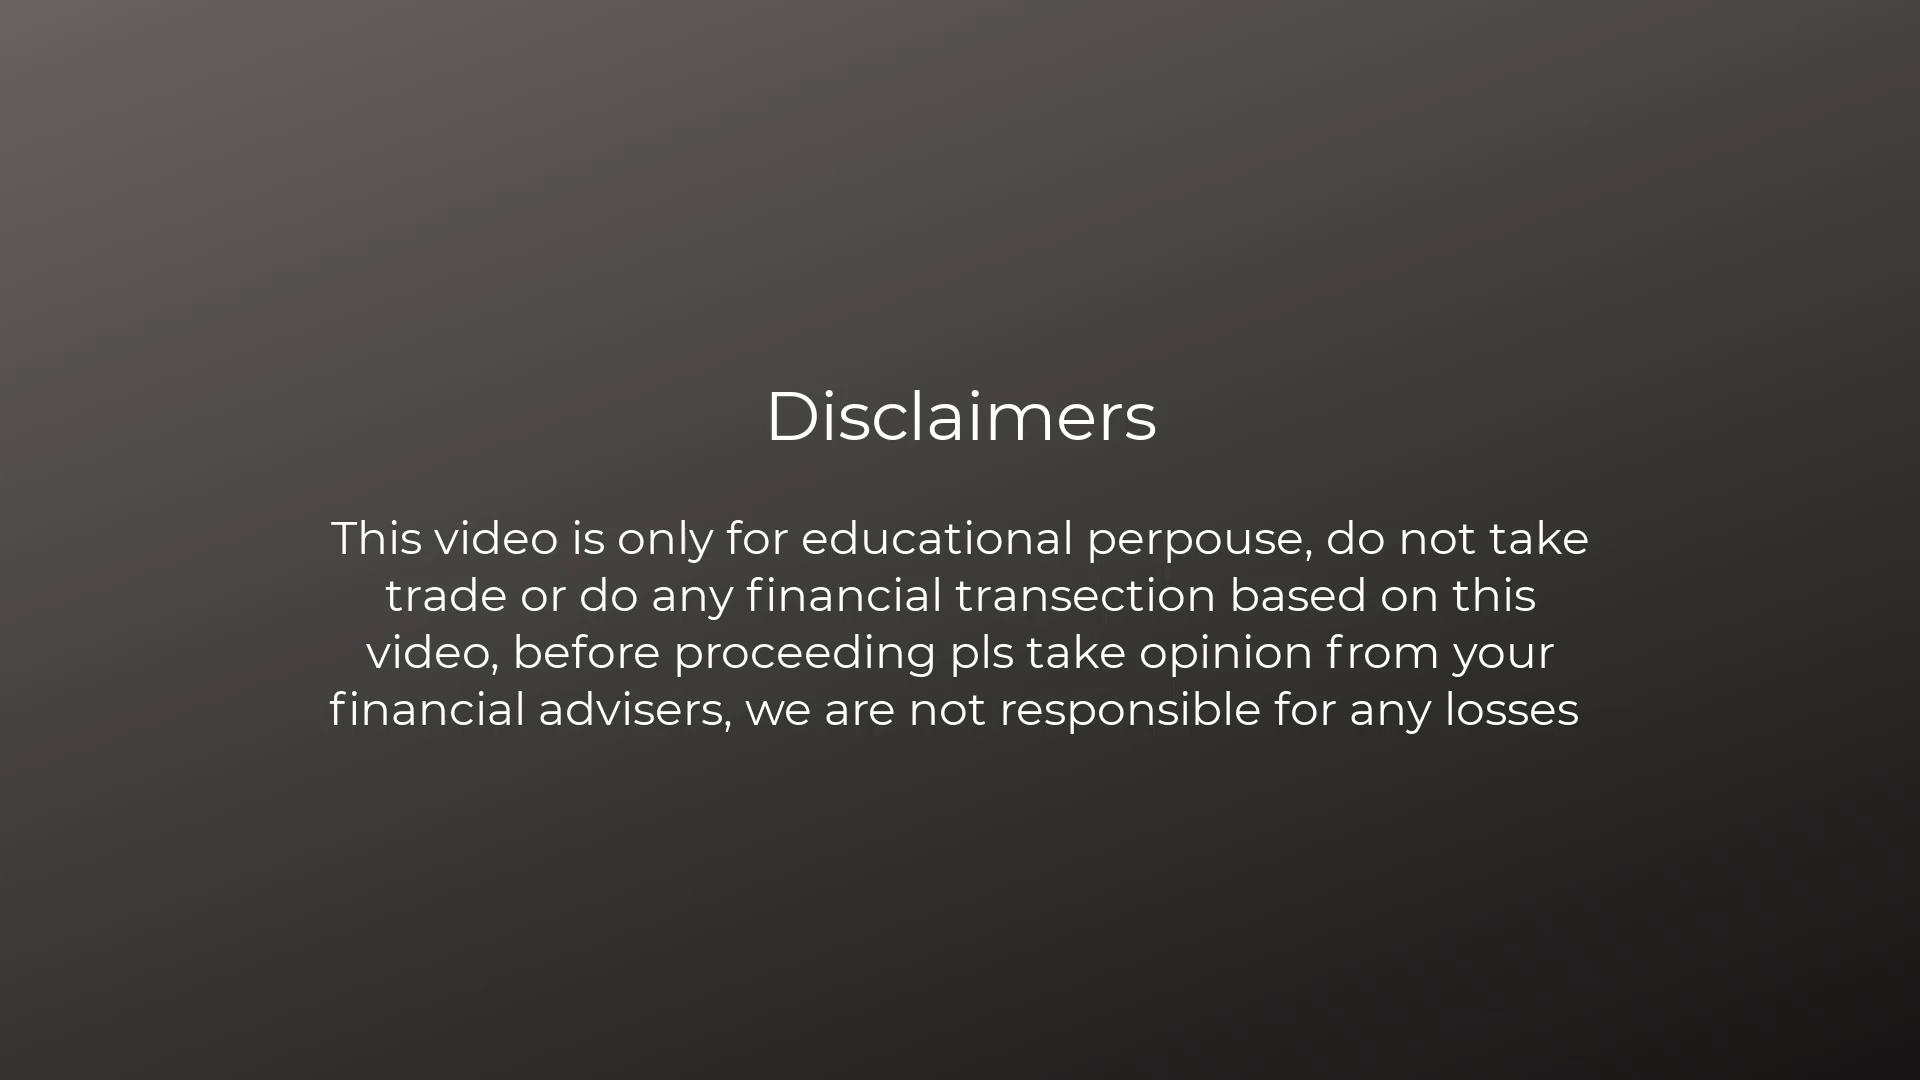 Disclaimers
This video is only for educational perpouse, do not take
trade or do any financial transection based on this
video, before proceeding pls take opinion from your
financial advisers, we are not responsible for any losses